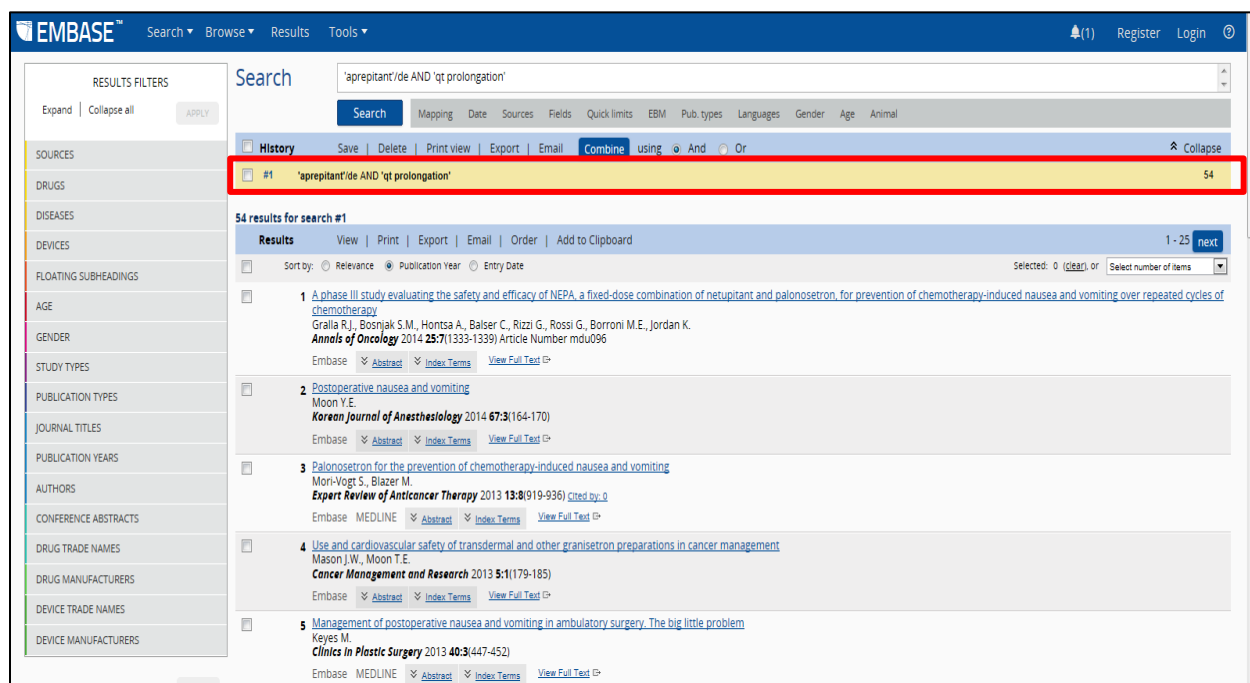 EMBASE™ Search Browse Results Tools (1) Register Login
RESULTS FILTERS
Expand | Collapse all APPLY
SOURCES
DRUGS
DISEASES
DEVICES
FLOATING SUBHEADINGS
AGE
GENDER
STUDY TYPES
PUBLICATION TYPES
JOURNAL TITLES
PUBLICATION YEARS
AUTHORS
CONFERENCE ABSTRACTS
DRUG TRADE NAMES
DRUG MANUFACTURERS
DEVICE TRADE NAMES
DEVICE MANUFACTURERS
Search 'aprepitant'/de AND 'qt prolongation'
Search Mapping Date Sources Fields Quick limits EBM Pub. types Languages Gender Age Animal
History Save | Delete | Print view | Export | Email Combine using And Or Collapse
#1 'aprepitant'/de AND 'qt prolongation' 54
54 results for search #1
Results View | Print | Export | Email | Order | Add to Clipboard 1 - 25 next
Sort by: Relevance Publication Year Entry Date Selected: 0 (clear), or Select number of items
1 A phase III study evaluating the safety and efficacy of NEPA, a fixed-dose combination of netupitant and palonosetron, for prevention of chemotherapy-induced nausea and vomiting over repeated cycles of
chemotherapy
Gralla R.J., Bosnjak S.M., Hontsa A., Balser C., Rizzi G., Rossi G., Borroni M.E., Jordan K.
Annals of Oncology 2014 25:7(1333-1339) Article Number mdu096
Embase Abstract Index Terms View Full Text
2 Postoperative nausea and vomiting
Moon Y.E.
Korean Journal of Anesthesiology 2014 67:3(164-170)
Embase Abstract Index Terms View Full Text
3 Palonosetron for the prevention of chemotherapy-induced nausea and vomiting
Mori-Vogt S., Blazer M.
Expert Review of Anticancer Therapy 2013 13:8(919-936) Cited by: 0
Embase MEDLINE Abstract Index Terms View Full Text
4 Use and cardiovascular safety of transdermal and other granisetron preparations in cancer management
Mason J.W., Moon T.E.
Cancer Management and Research 2013 5:1(179-185)
Embase Abstract Index Terms View Full Text
5 Management of postoperative nausea and vomiting in ambulatory surgery. The big little problem
Keyes M.
Clinics in Plastic Surgery 2013 40:3(447-452)
Embase MEDLINE Abstract Index Terms View Full Text